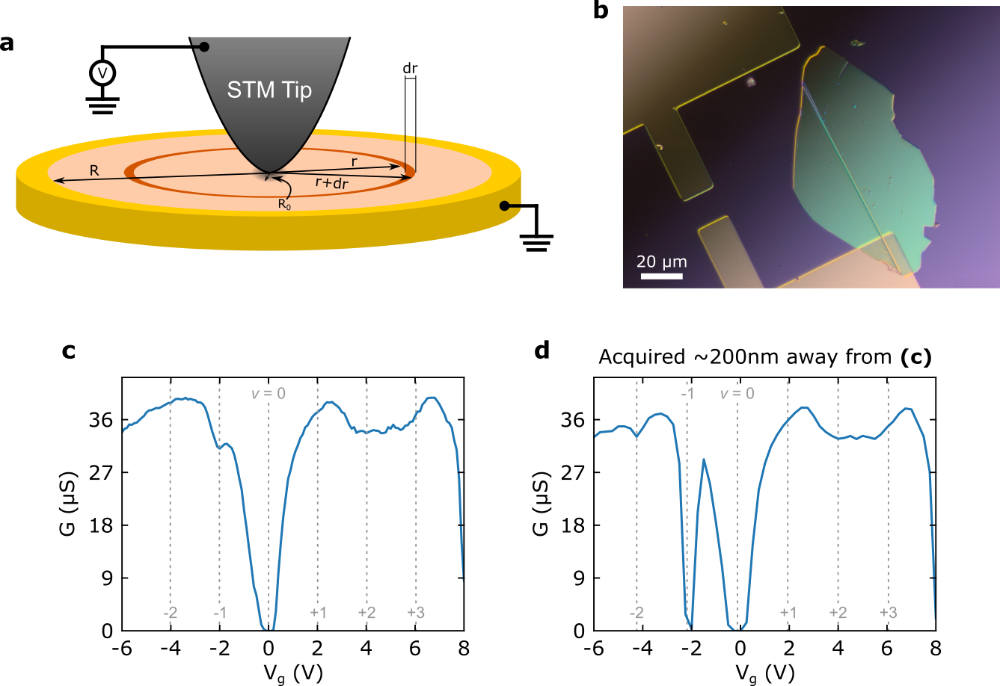 a
V
STM Tip
dr
R
r
r+dr
R₀
b
20 μm
c
ν = 0
-2
-1
+1
+2
+3
36
27
18
9
0
G (μS)
-6
-4
-2
0
2
4
6
8
Vg (V)
d
Acquired ~200nm away from (c)
-1
ν = 0
-2
+1
+2
+3
36
27
18
9
0
G (μS)
-6
-4
-2
0
2
4
6
8
Vg (V)